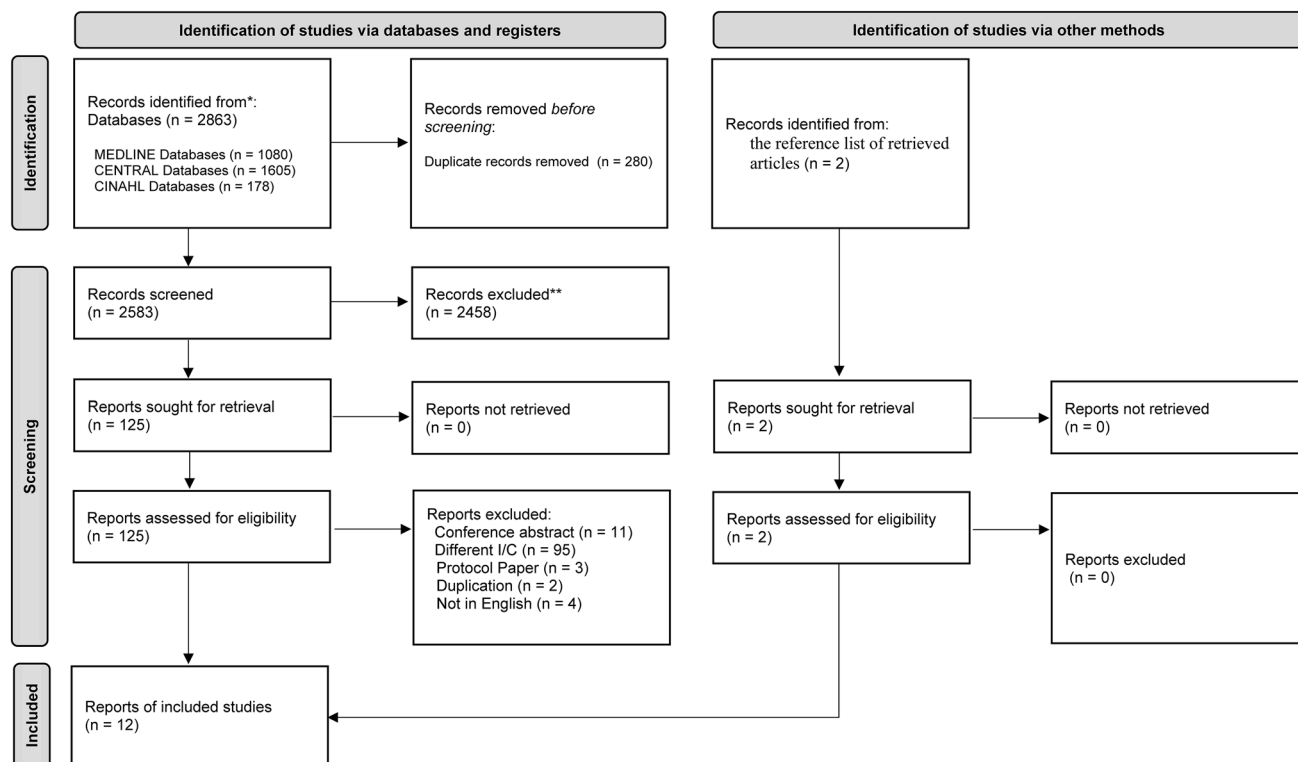 Identification of studies via databases and registers
Identification of studies via other methods
Identification
Records identified from*:
Databases (n = 2863)
MEDLINE Databases (n = 1080)
CENTRAL Databases (n = 1605)
CINAHL Databases (n = 178)
Records removed before
screening:
Duplicate records removed (n = 280)
Records identified from:
the reference list of retrieved
articles (n = 2)
Screening
Records screened
(n = 2583)
Records excluded**
(n = 2458)
Reports sought for retrieval
(n = 125)
Reports not retrieved
(n = 0)
Reports sought for retrieval
(n = 2)
Reports not retrieved
(n = 0)
Reports assessed for eligibility
(n = 125)
Reports excluded:
Conference abstract (n = 11)
Different I/C (n = 95)
Protocol Paper (n = 3)
Duplication (n = 2)
Not in English (n = 4)
Reports assessed for eligibility
(n = 2)
Reports excluded
(n = 0)
Included
Reports of included studies
(n = 12)